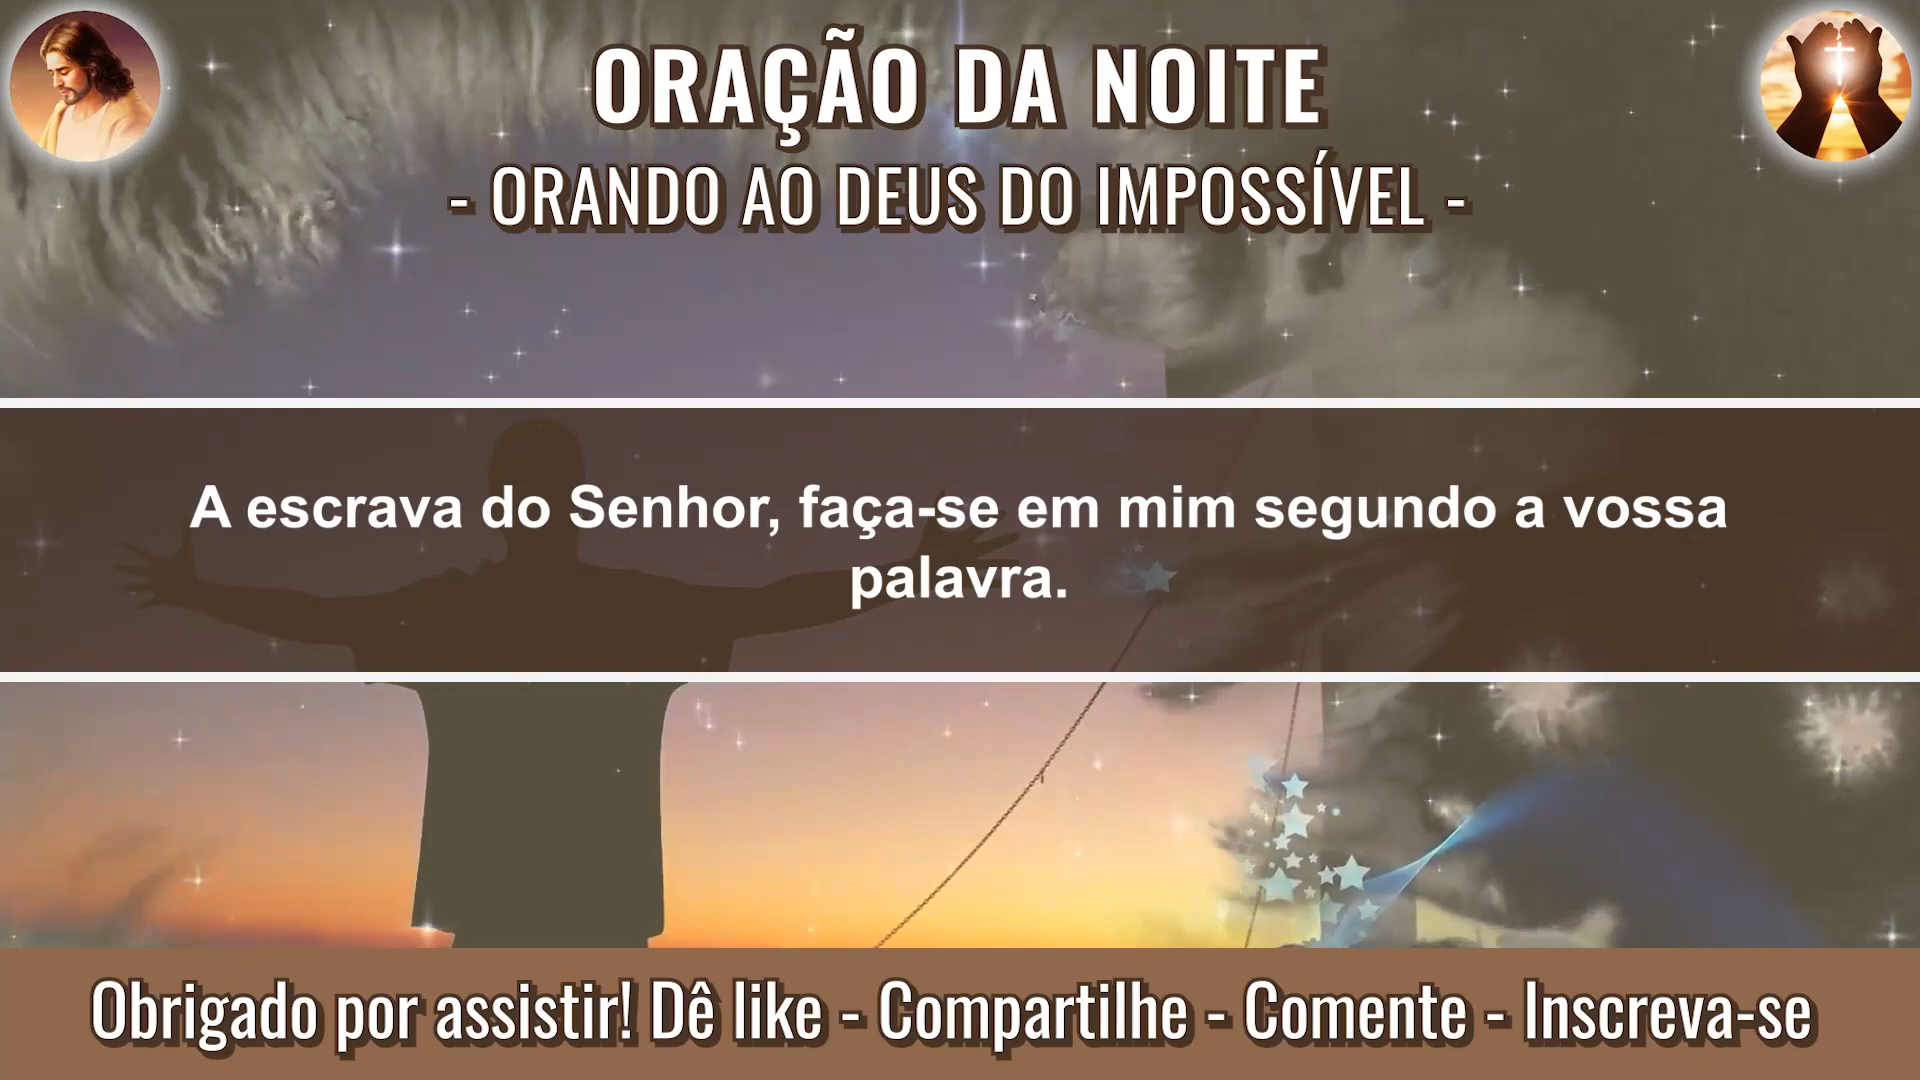 ORAÇÃO DA NOITE
- ORANDO AO DEUS DO IMPOSSÍVEL -
A escrava do Senhor, faça-se em mim segundo a vossa
palavra.
Obrigado por assistir! Dê like - Compartilhe - Comente - Inscreva-se